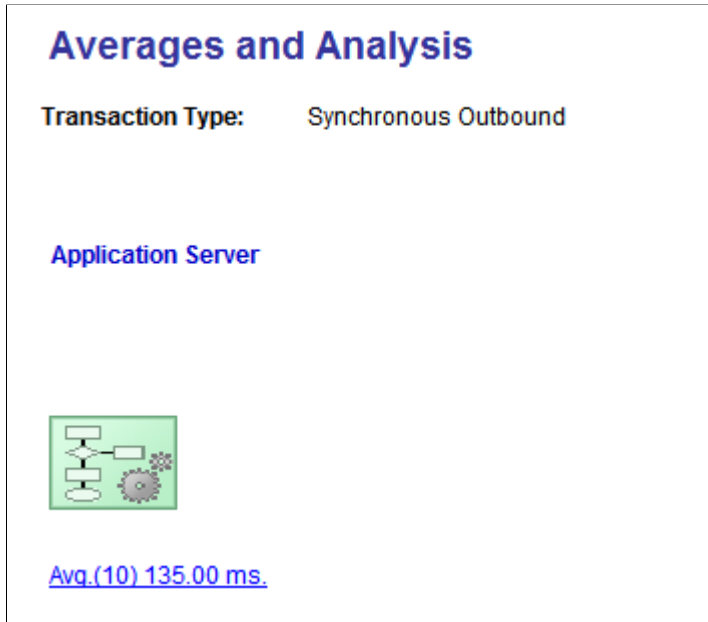 Averages and Analysis
Transaction Type: Synchronous Outbound
Application Server
Avg.(10) 135.00 ms.